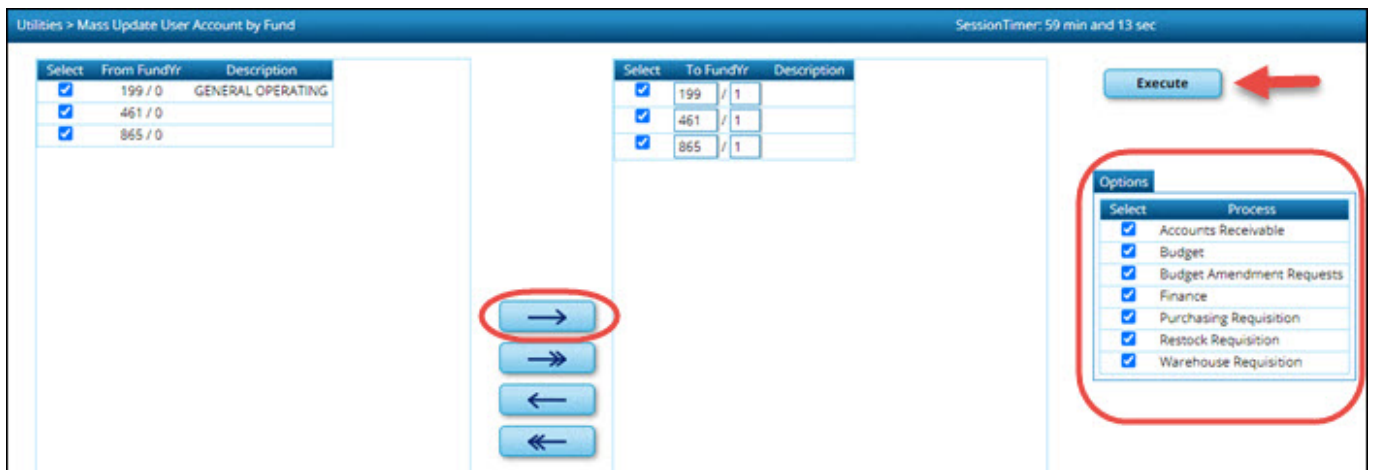 Utilities > Mass Update User Account by Fund SessionTimer: 59 min and 13 sec
Select From FundYr Description
199 / 0 GENERAL OPERATING
461 / 0
865 / 0
Select To FundYr Description
199 / 1
461 / 1
865 / 1
Execute
Options
Select Process
Accounts Receivable
Budget
Budget Amendment Requests
Finance
Purchasing Requisition
Restock Requisition
Warehouse Requisition